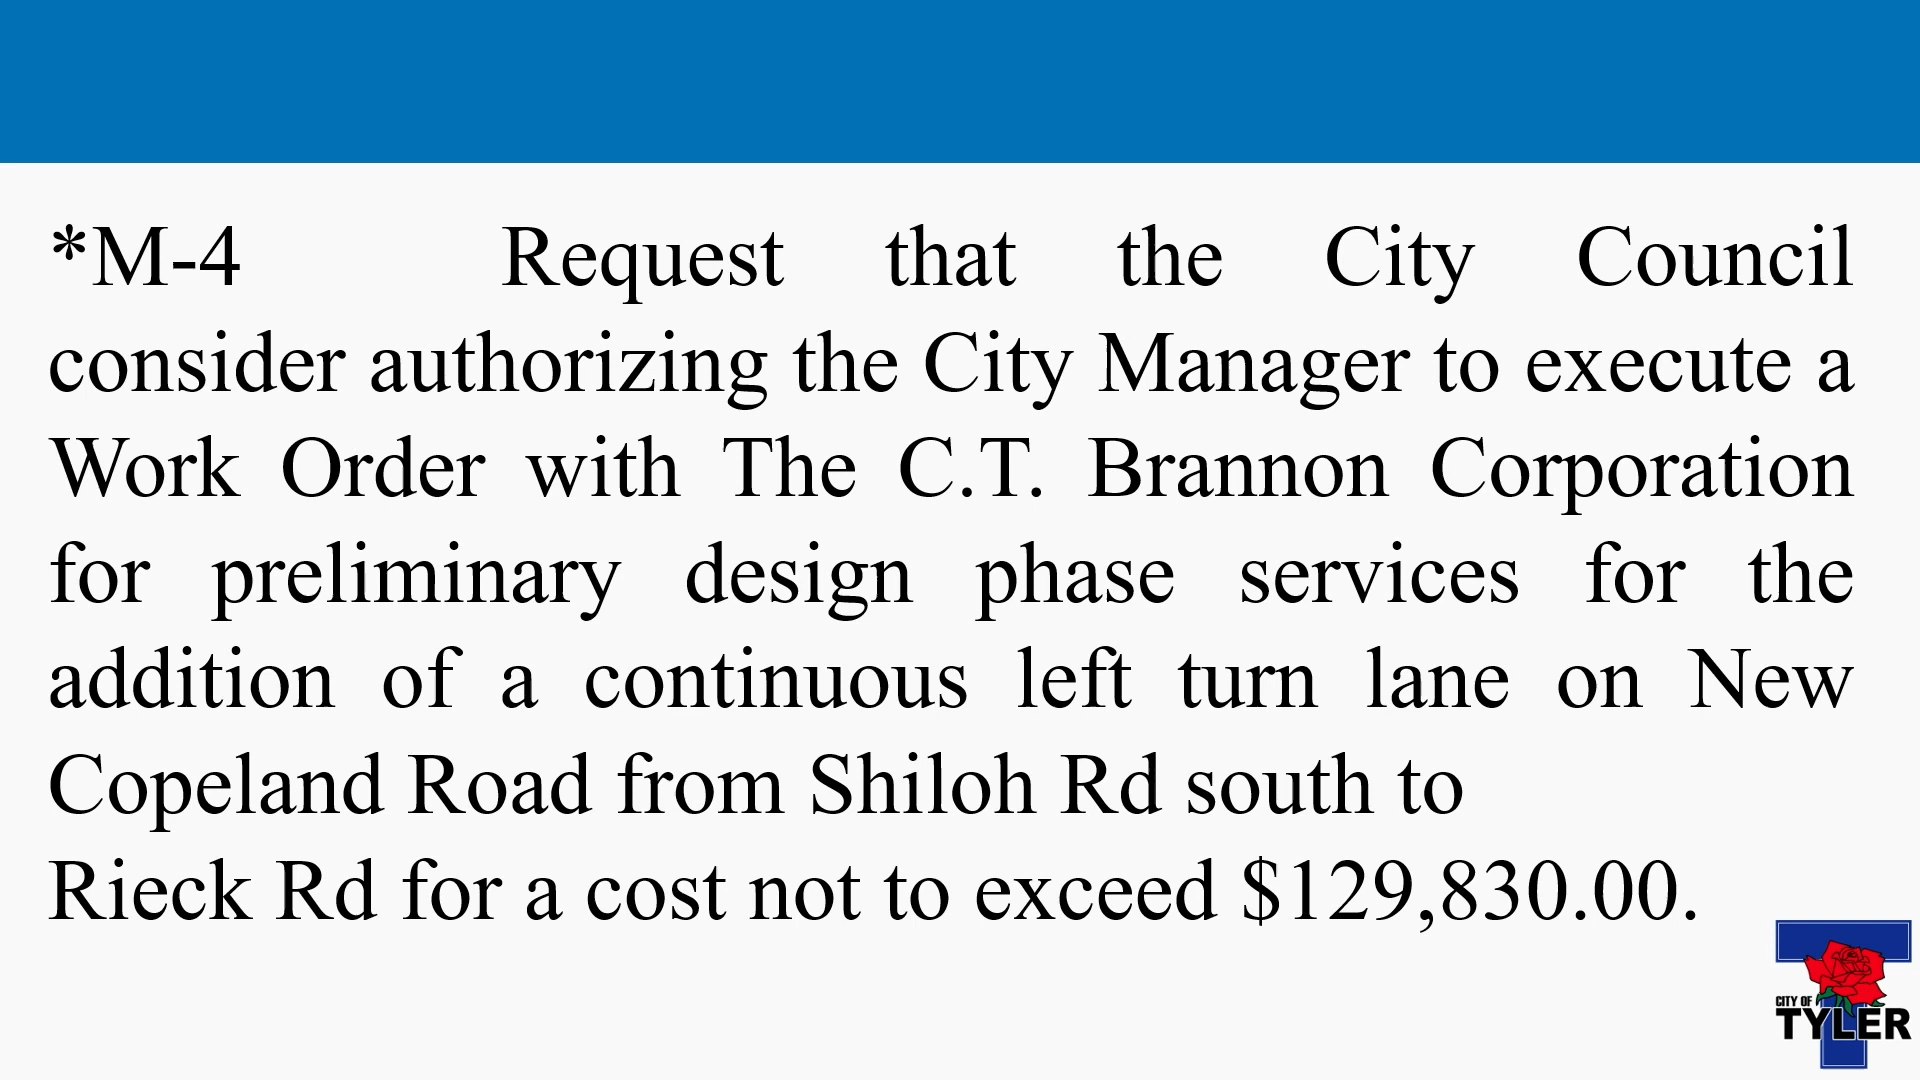 *M-4 Request that the City Council
consider authorizing the City Manager to execute a
Work Order with The C.T. Brannon Corporation
for preliminary design phase services for the
addition of a continuous left turn lane on New
Copeland Road from Shiloh Rd south to
Rieck Rd for a cost not to exceed $129,830.00.
CITY OF
TYLER